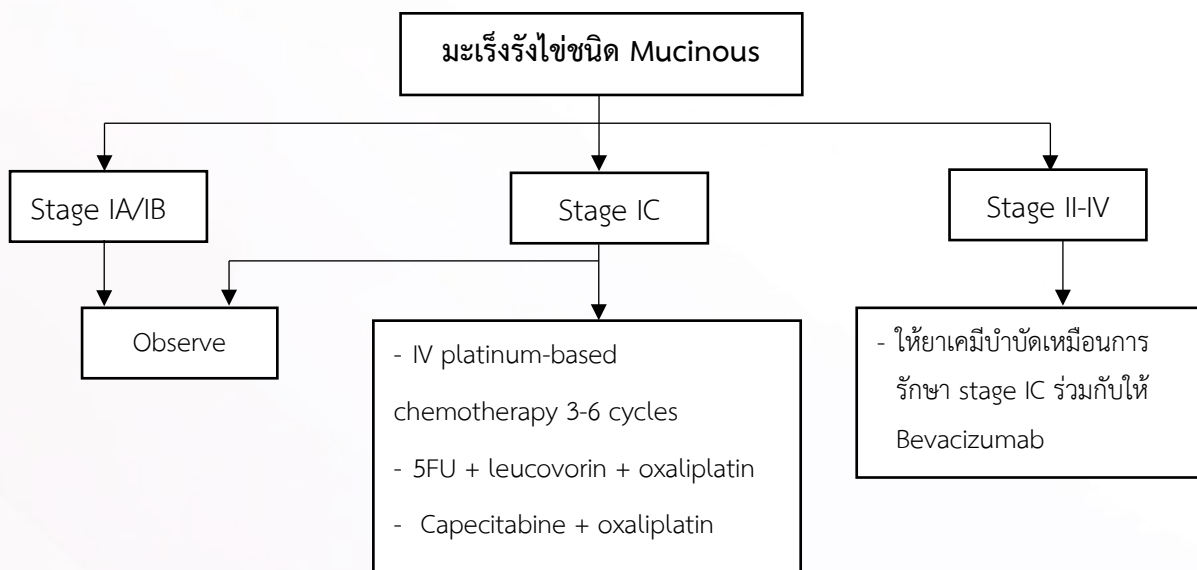 มะเร็งรังไข่ชนิด Mucinous
Stage IA/IB
Stage IC
Stage II-IV
Observe
- IV platinum-based
chemotherapy 3-6 cycles
- 5FU + leucovorin + oxaliplatin
- Capecitabine + oxaliplatin
- ให้ยาเคมีบำบัดเหมือนการ
รักษา stage IC ร่วมกับให้
Bevacizumab